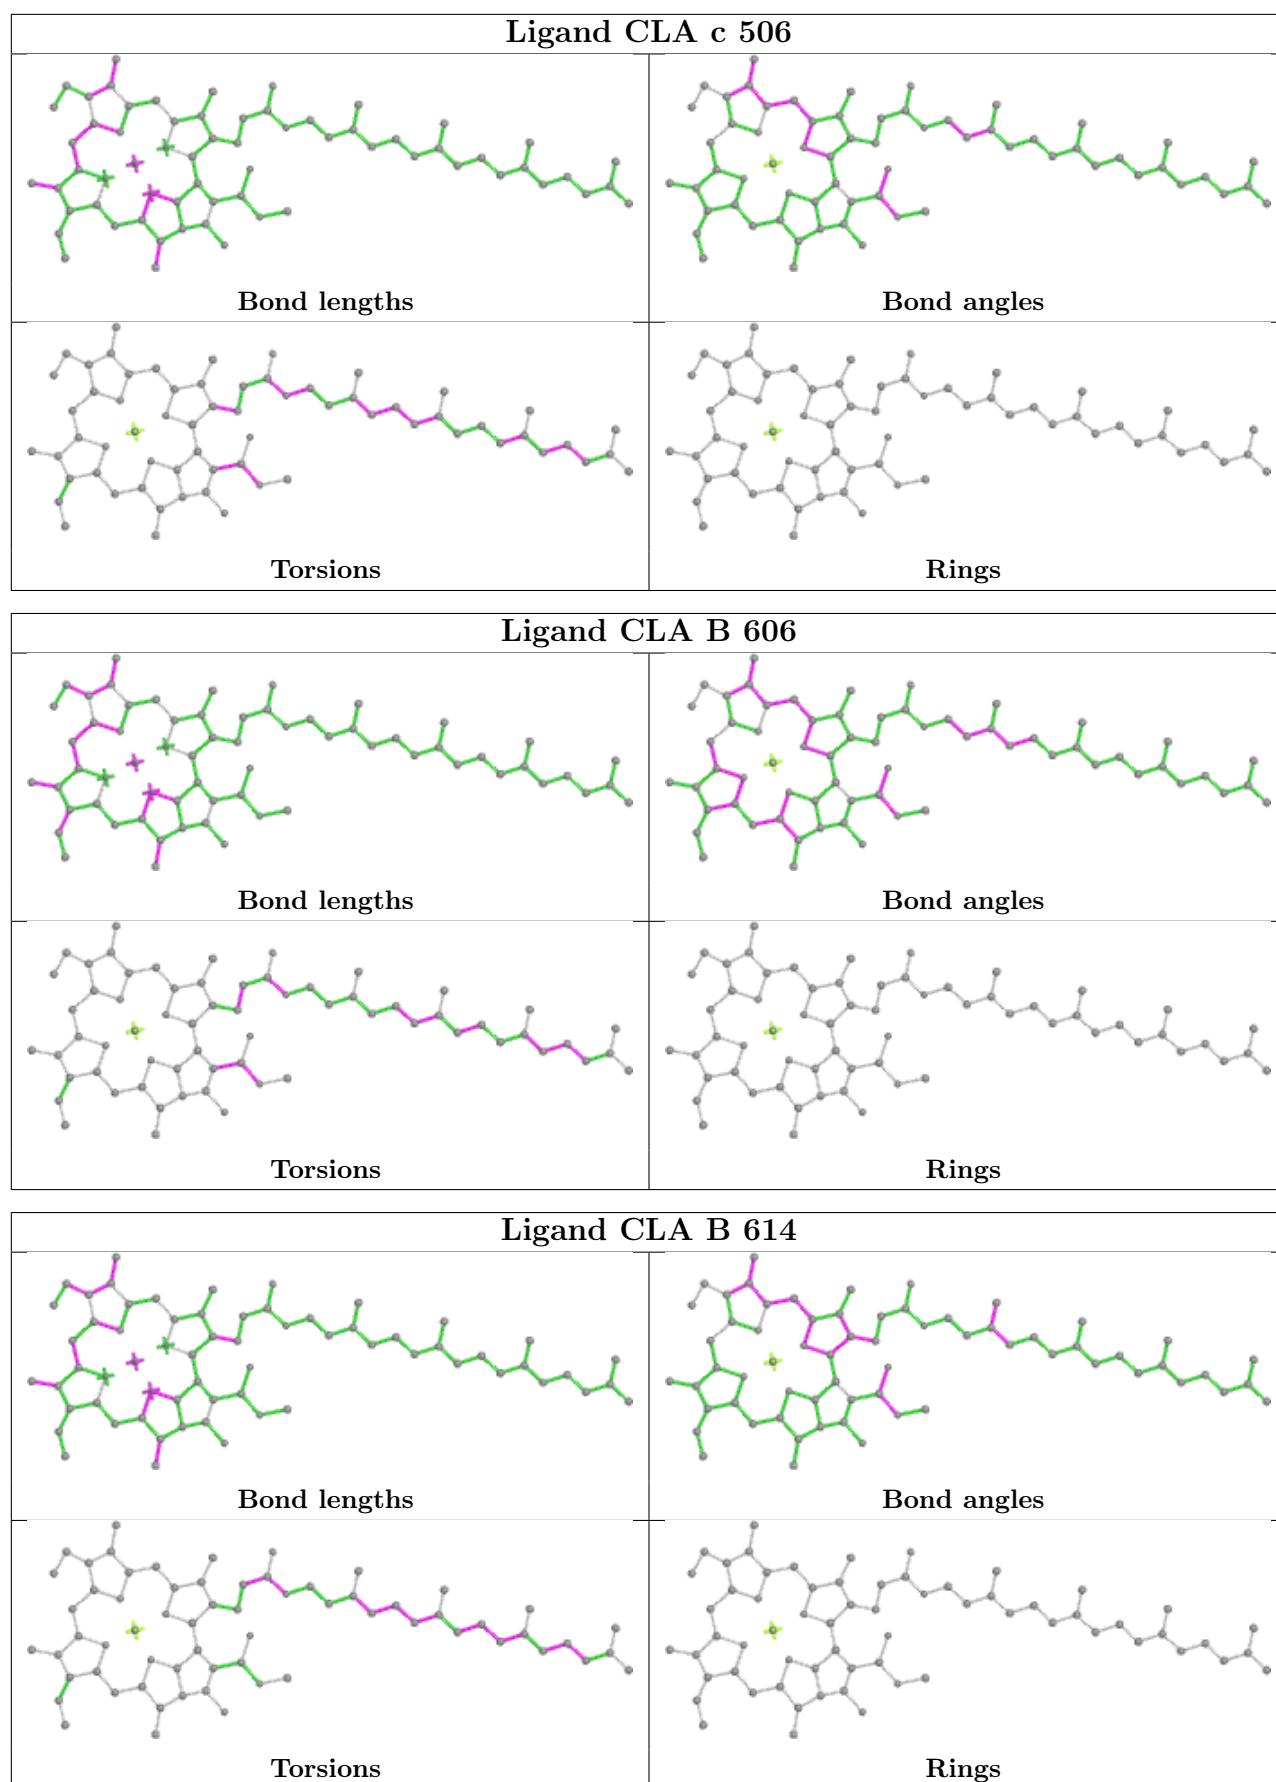 Ligand CLA c 506
Bond lengths
Bond angles
Torsions
Rings
Ligand CLA B 606
Bond lengths
Bond angles
Torsions
Rings
Ligand CLA B 614
Bond lengths
Bond angles
Torsions
Rings